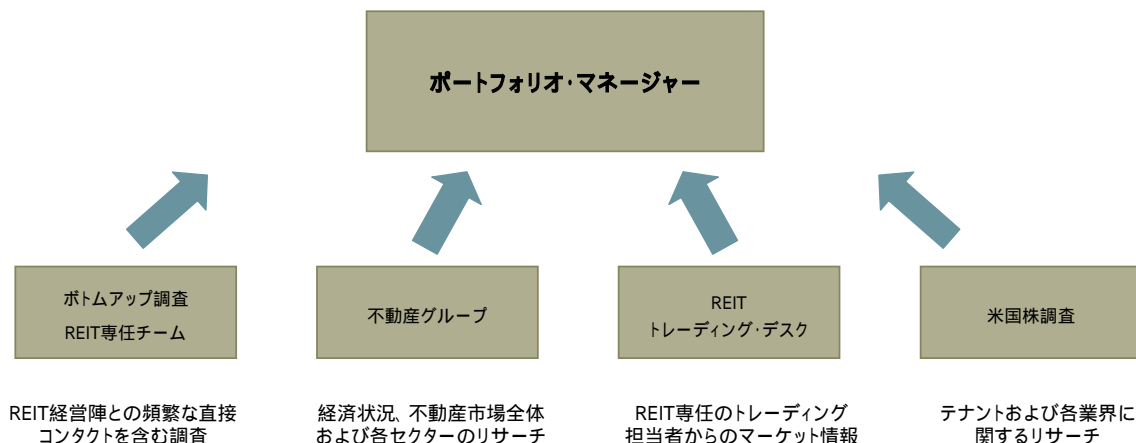 ポートフォリオ・マネージャー
ボトムアップ調査
REIT専任チーム
不動産グループ
REIT
トレーディング・デスク
米国株調査
REIT経営陣との頻繁な直接
コンタクトを含む調査
経済状況、不動産市場全体
および各セクターのリサーチ
REIT専任のトレーディング
担当者からのマーケット情報
テナントおよび各業界に
関するリサーチ